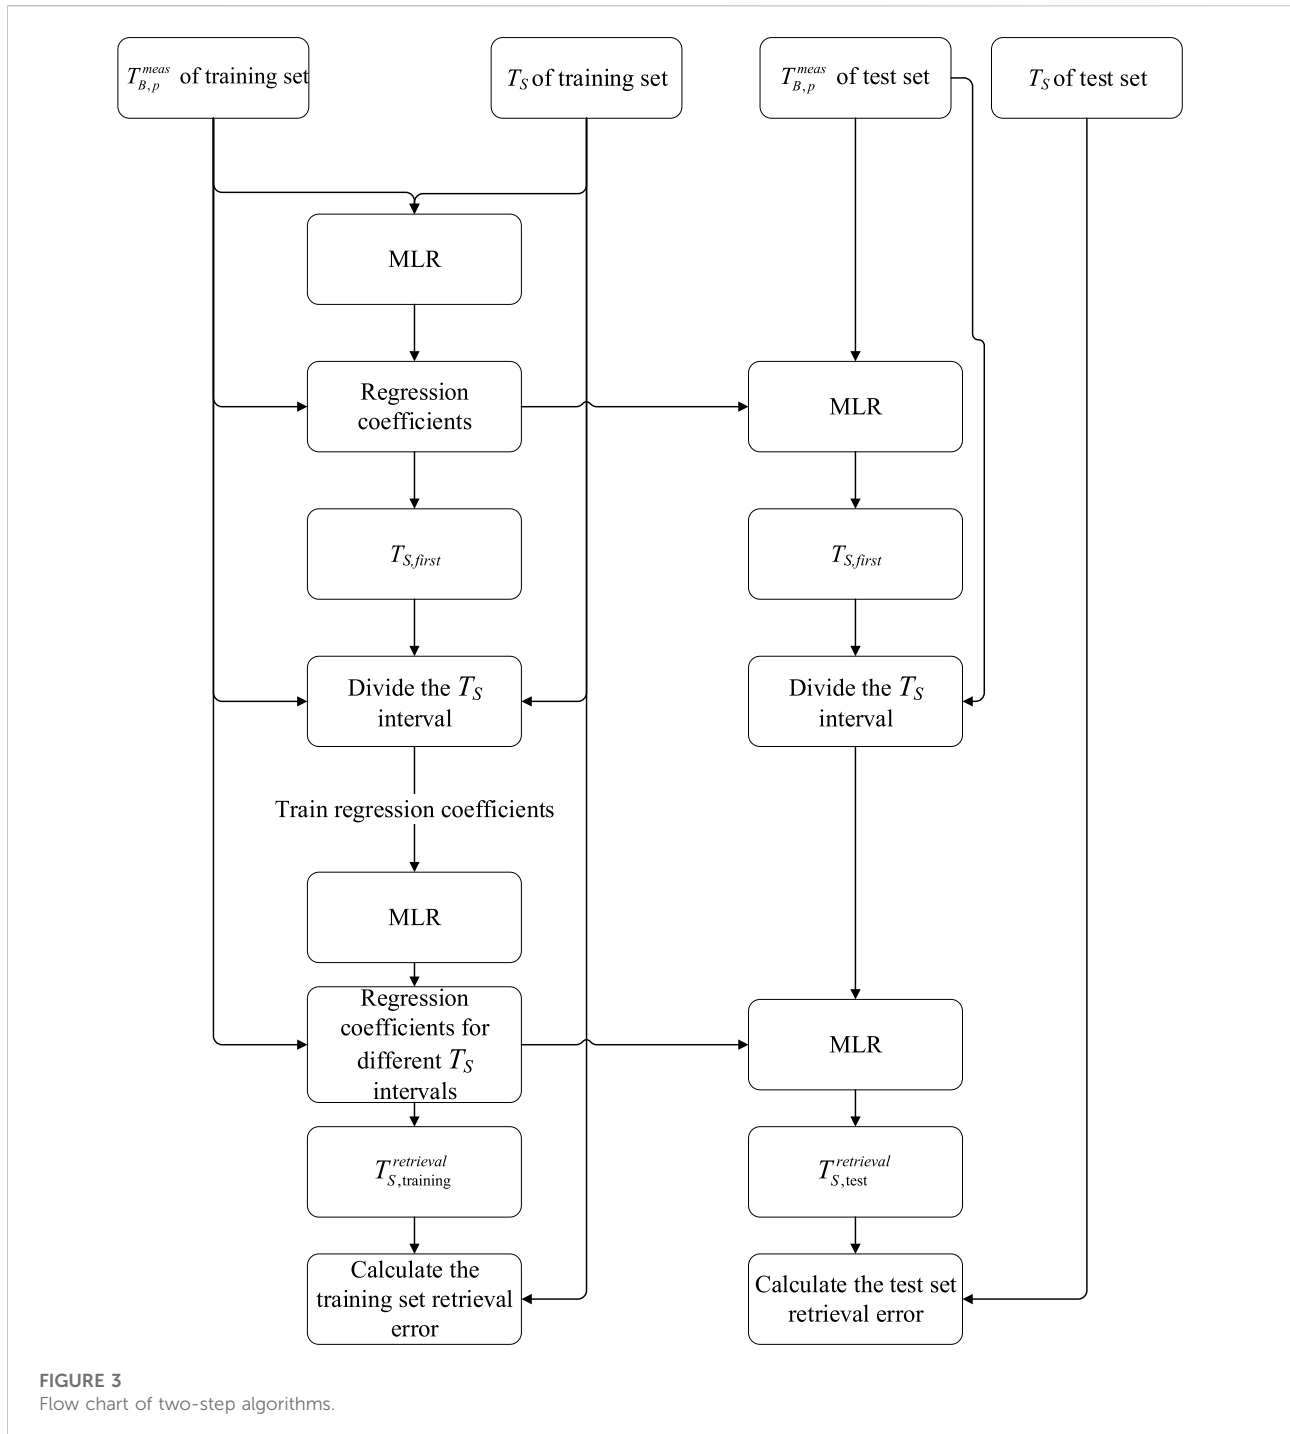 T_{B,p}^{meas} of training set
T_S of training set
T_{B,p}^{meas} of test set
T_S of test set
MLR
Regression
coefficients
MLR
T_{S,first}
T_{S,first}
Divide the T_S
interval
Divide the T_S
interval
Train regression coefficients
MLR
Regression
coefficients for
different T_S
intervals
MLR
T_{S,training}^{retrieval}
T_{S,test}^{retrieval}
Calculate the
training set retrieval
error
Calculate the test set
retrieval error
FIGURE 3
Flow chart of two-step algorithms.